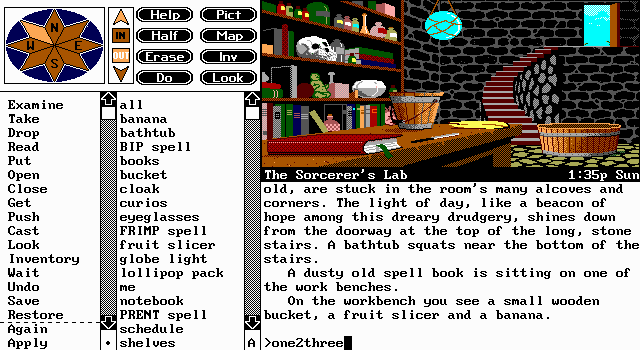 N
W E
S
IN
OUT
Help Pict
Half Map
Erase Inv
Do Look
Examine
Take
Drop
Read
Put
Open
Close
Get
Push
Cast
Look
Inventory
Wait
Undo
Save
Restore
Again
Apply
all
banana
bathtub
BIP spell
books
bucket
cloak
curios
eyeglasses
FRIMP spell
fruit slicer
globe light
lollipop pack
me
notebook
PRENT spell
schedule
shelves
A
The Sorcerer's Lab 1:35p Sun
old, are stuck in the room's many alcoves and
corners. The light of day, like a beacon of
hope among this dreary drudgery, shines down
from the doorway at the top of the long, stone
stairs. A bathtub squats near the bottom of the
stairs.
A dusty old spell book is sitting on one of
the work benches.
On the workbench you see a small wooden
bucket, a fruit slicer and a banana.
>one2three